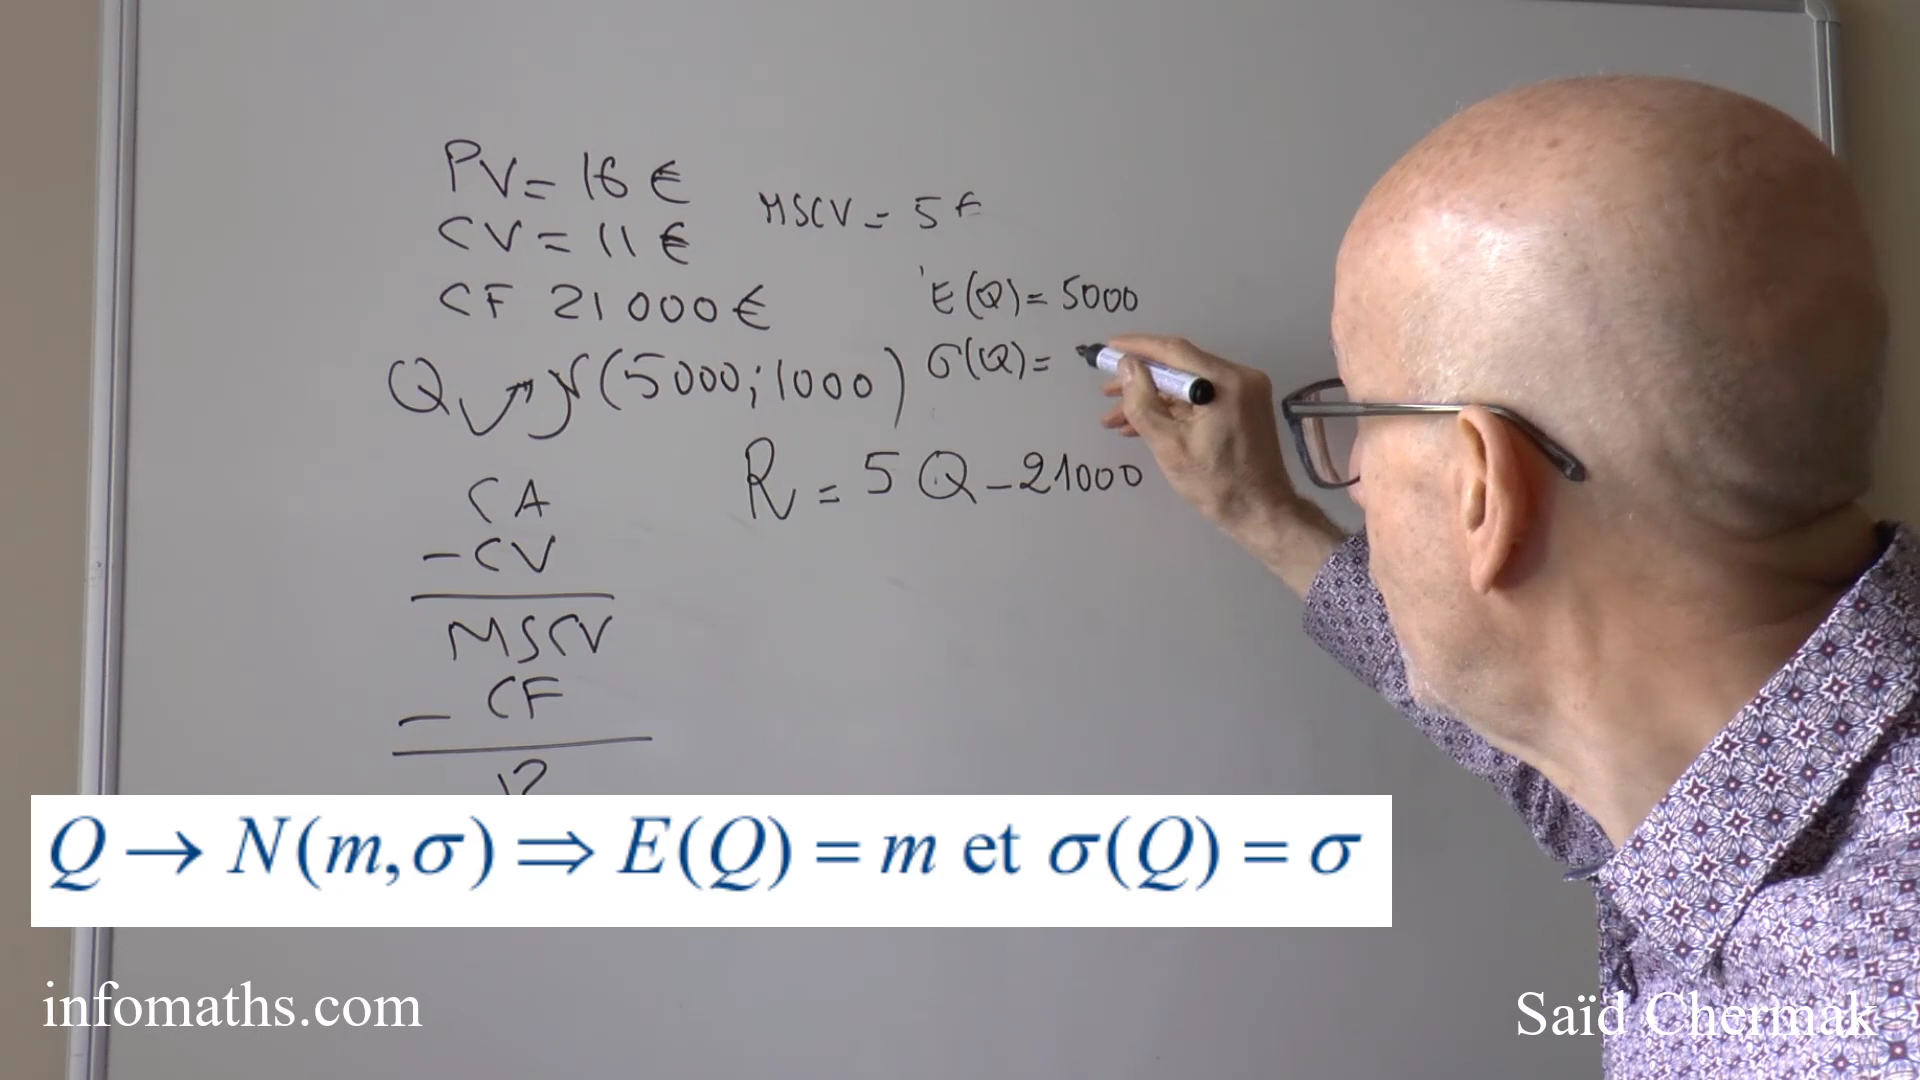 PV = 16 €
MSCV = 5 €
CV = 11 €
CF 21 000 €
E(Q) = 5000
σ(Q) =
Q ↝ N(5000; 1000)
R = 5 Q - 21000
CA
- CV
MSCV
- CF
Q → N(m, σ) ⇒ E(Q) = m et σ(Q) = σ
infomaths.com
Saïd Chermak